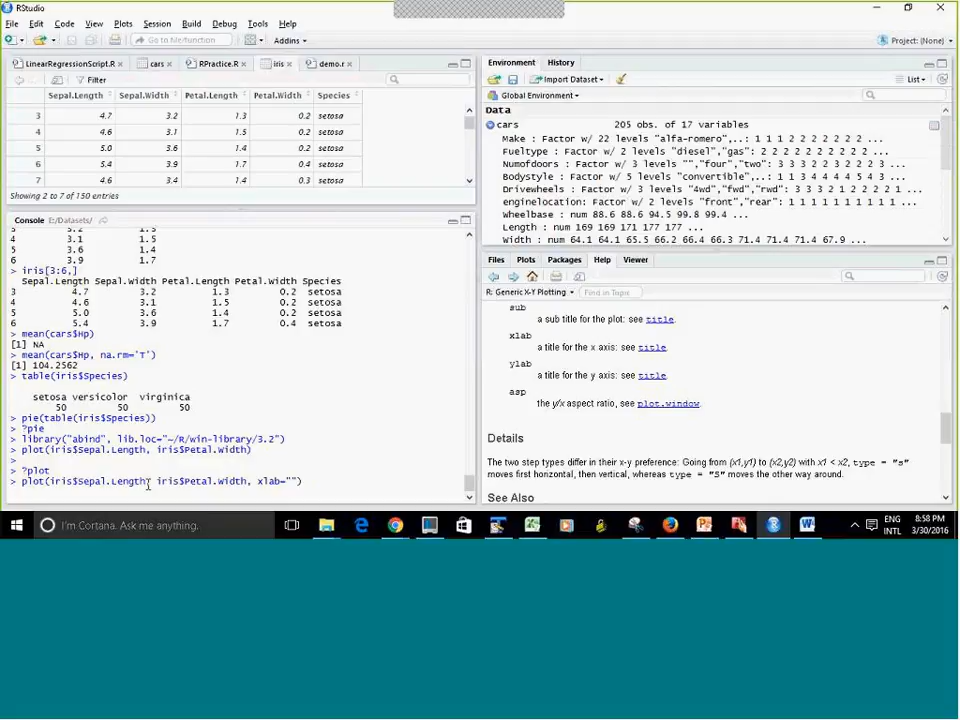 RStudio
File Edit Code View Plots Session Build Debug Tools Help
Go to file/function Addins
Project: (None)
LinearRegressionScript.R cars RPractice.R iris demo.r
Filter
Sepal.Length Sepal.Width Petal.Length Petal.Width Species
3 4.7 3.2 1.3 0.2 setosa
4 4.6 3.1 1.5 0.2 setosa
5 5.0 3.6 1.4 0.2 setosa
6 5.4 3.9 1.7 0.4 setosa
7 4.6 3.4 1.4 0.3 setosa
Showing 2 to 7 of 150 entries
Console E:/Datasets/
3 3.2 1.3
4 3.1 1.5
5 3.6 1.4
6 3.9 1.7
> iris[3:6,]
Sepal.Length Sepal.Width Petal.Length Petal.Width Species
3 4.7 3.2 1.3 0.2 setosa
4 4.6 3.1 1.5 0.2 setosa
5 5.0 3.6 1.4 0.2 setosa
6 5.4 3.9 1.7 0.4 setosa
> mean(cars$Hp)
[1] NA
> mean(cars$Hp, na.rm='T')
[1] 104.2562
> table(iris$Species)
setosa versicolor virginica
50 50 50
> pie(table(iris$Species))
> ?pie
> library("abind", lib.loc="~/R/win-library/3.2")
> plot(iris$Sepal.Length, iris$Petal.Width)
>
> ?plot
> plot(iris$Sepal.Length, iris$Petal.Width, xlab="")
Environment History
Import Dataset List
Global Environment
Data
cars 205 obs. of 17 variables
Make : Factor w/ 22 levels "alfa-romero",..: 1 1 1 2 2 2 2 2 2 2 ...
Fueltype : Factor w/ 2 levels "diesel","gas": 2 2 2 2 2 2 2 2 2 2 ...
Numofdoors : Factor w/ 3 levels "","four","two": 3 3 3 2 2 3 2 2 2 3 ...
Bodystyle : Factor w/ 5 levels "convertible",..: 1 1 3 4 4 4 4 5 4 3 ...
Drivewheels : Factor w/ 3 levels "4wd","fwd","rwd": 3 3 3 2 1 2 2 2 2 1 ...
enginelocation: Factor w/ 2 levels "front","rear": 1 1 1 1 1 1 1 1 1 1 ...
Wheelbase : num 88.6 88.6 94.5 99.8 99.4 ...
Length : num 169 169 171 177 177 ...
Width : num 64.1 64.1 65.5 66.2 66.4 66.3 71.4 71.4 71.4 67.9 ...
Files Plots Packages Help Viewer
R: Generic X-Y Plotting Find in Topic
sub
a sub title for the plot: see title.
xlab
a title for the x axis: see title.
ylab
a title for the y axis: see title.
asp
the y/x aspect ratio, see plot.window.
Details
The two step types differ in their x-y preference: Going from (x1,y1) to (x2,y2) with x1 < x2, type = "s"
moves first horizontal, then vertical, whereas type = "S" moves the other way around.
See Also
I'm Cortana. Ask me anything.
ENG 8:58 PM
INTL 3/30/2016